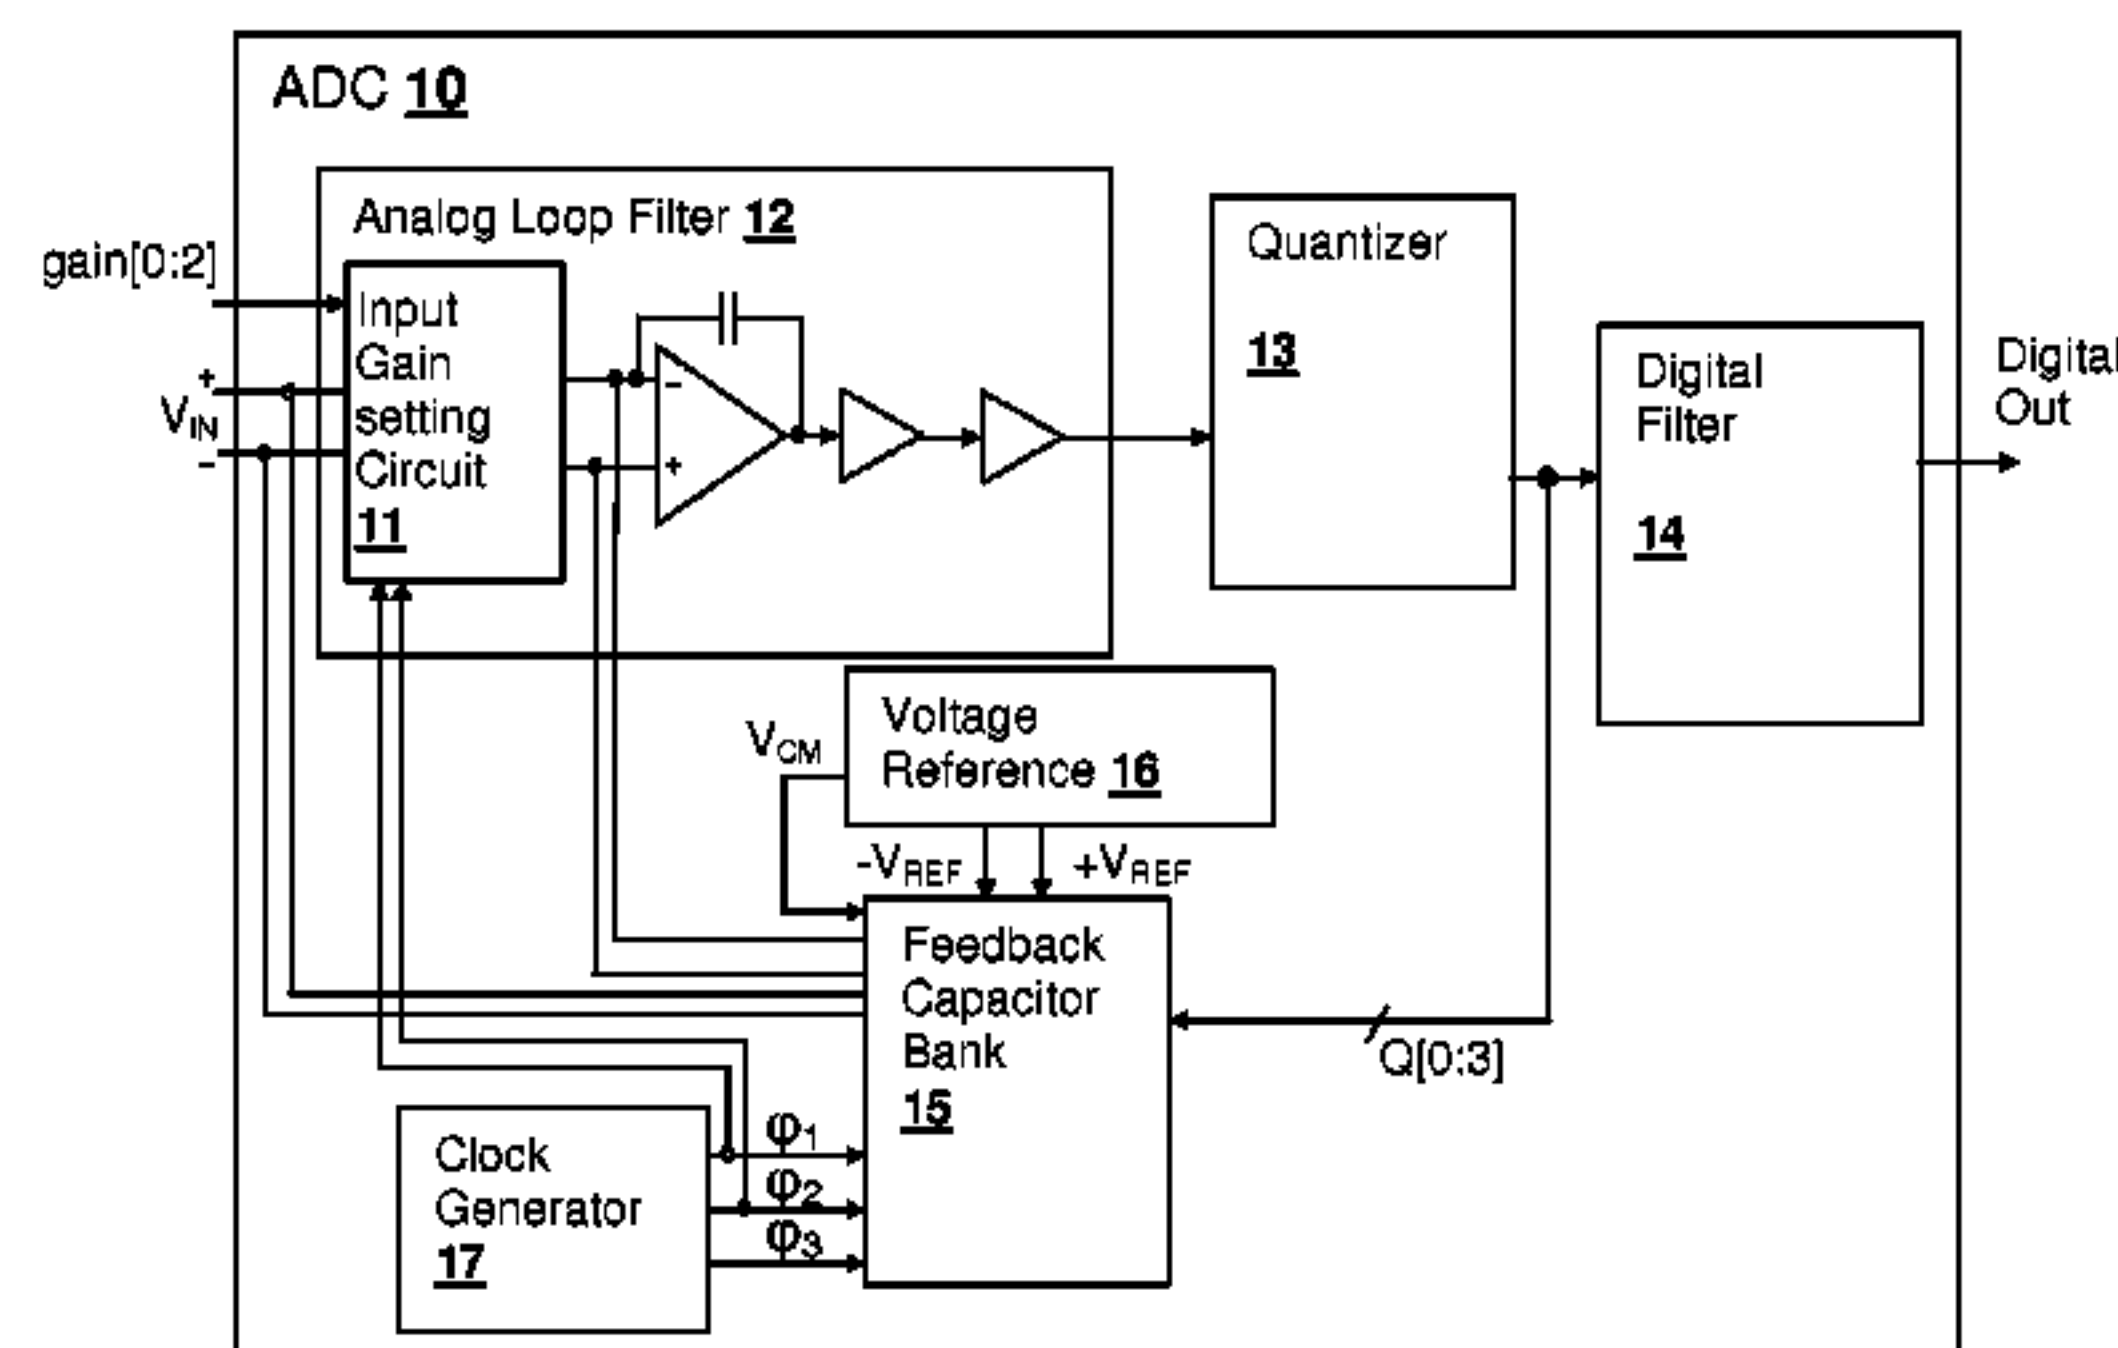 ADC 10
Analog Loop Filter 12
gain[0:2]
Input
Gain
setting
Circuit
11
+
VIN
-
-
+
Quantizer
13
Digital
Filter
14
Digital
Out
Voltage
Reference 16
VCM
-VREF
+VREF
Feedback
Capacitor
Bank
15
Q[0:3]
Clock
Generator
17
φ1
φ2
φ3